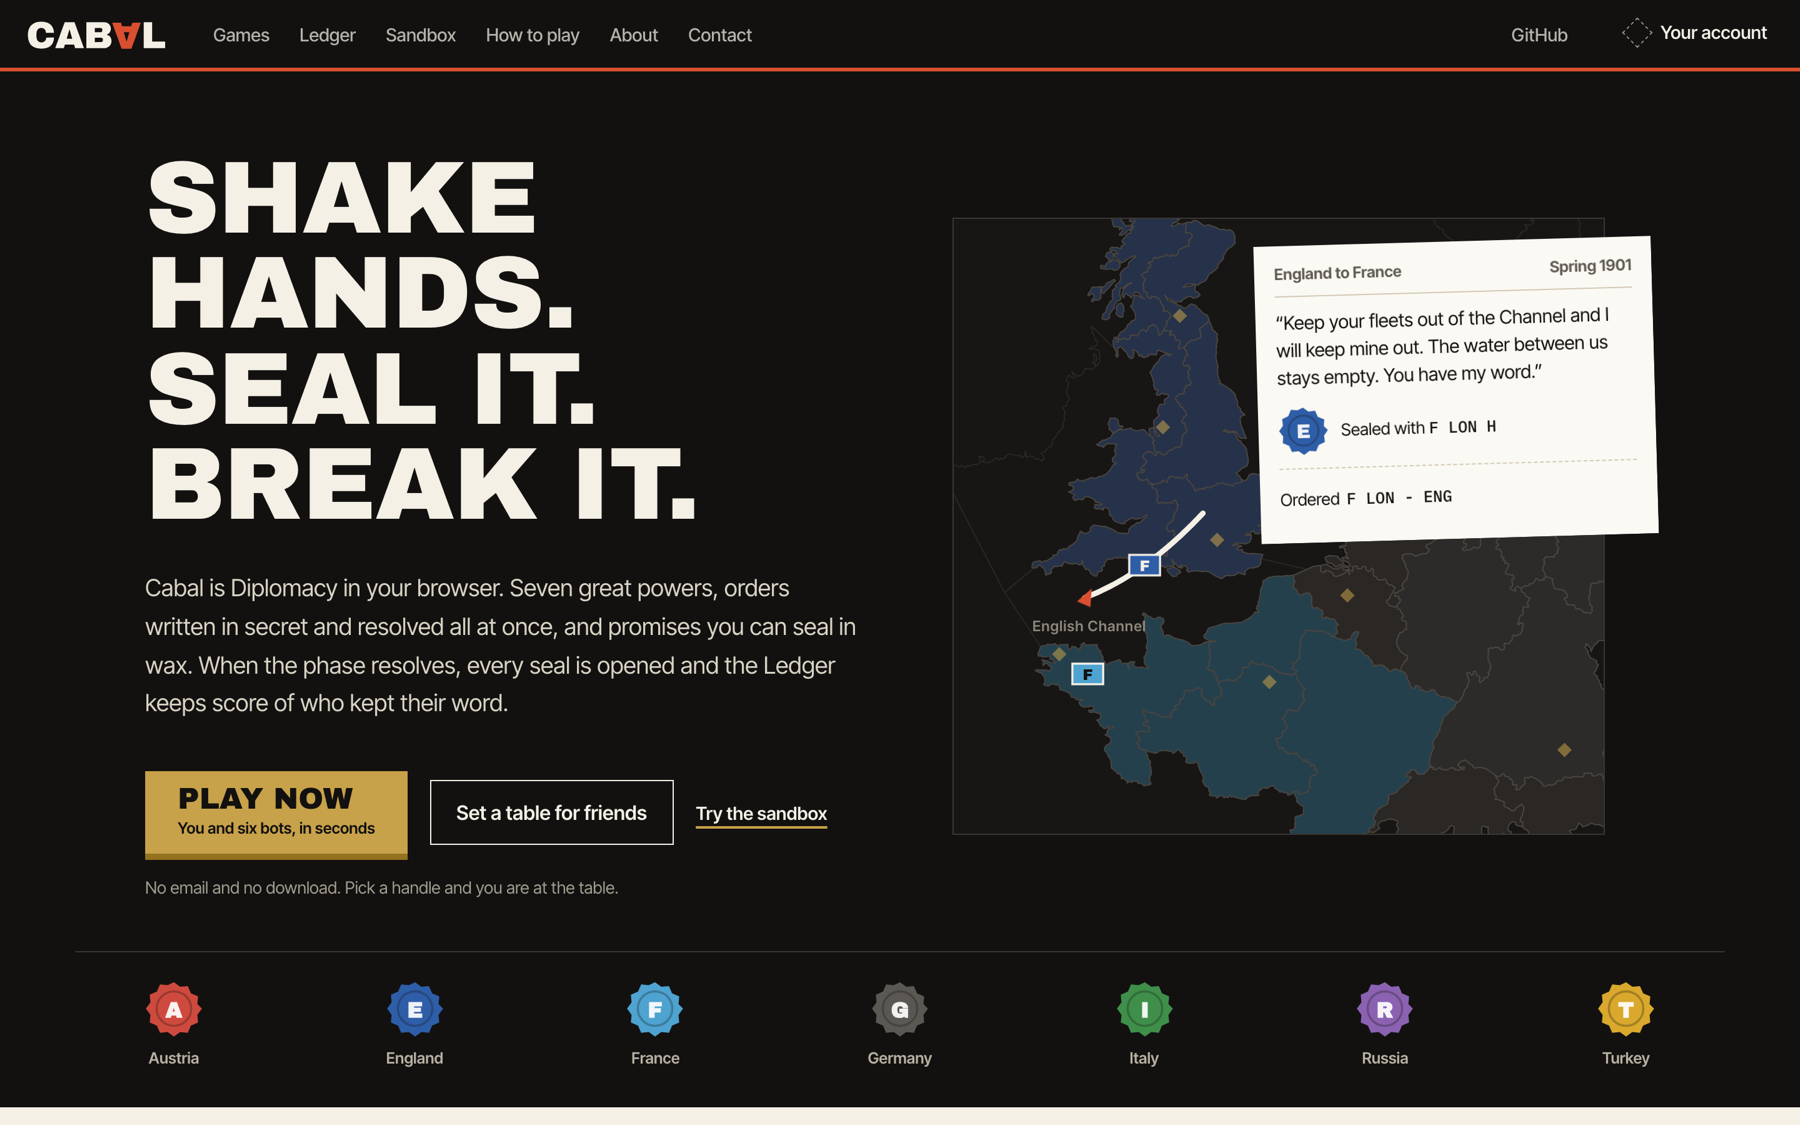 CABAL
Games
Ledger
Sandbox
How to play
About
Contact
GitHub
Your account
SHAKE
HANDS.
SEAL IT.
BREAK IT.
Cabal is Diplomacy in your browser. Seven great powers, orders
written in secret and resolved all at once, and promises you can seal in
wax. When the phase resolves, every seal is opened and the Ledger
keeps score of who kept their word.
PLAY NOW
You and six bots, in seconds
Set a table for friends
Try the sandbox
No email and no download. Pick a handle and you are at the table.
England to France
Spring 1901
“Keep your fleets out of the Channel and I
will keep mine out. The water between us
stays empty. You have my word.”
E
Sealed with F LON H
Ordered F LON - ENG
F
English Channel
F
A
E
F
G
I
R
T
Austria
England
France
Germany
Italy
Russia
Turkey